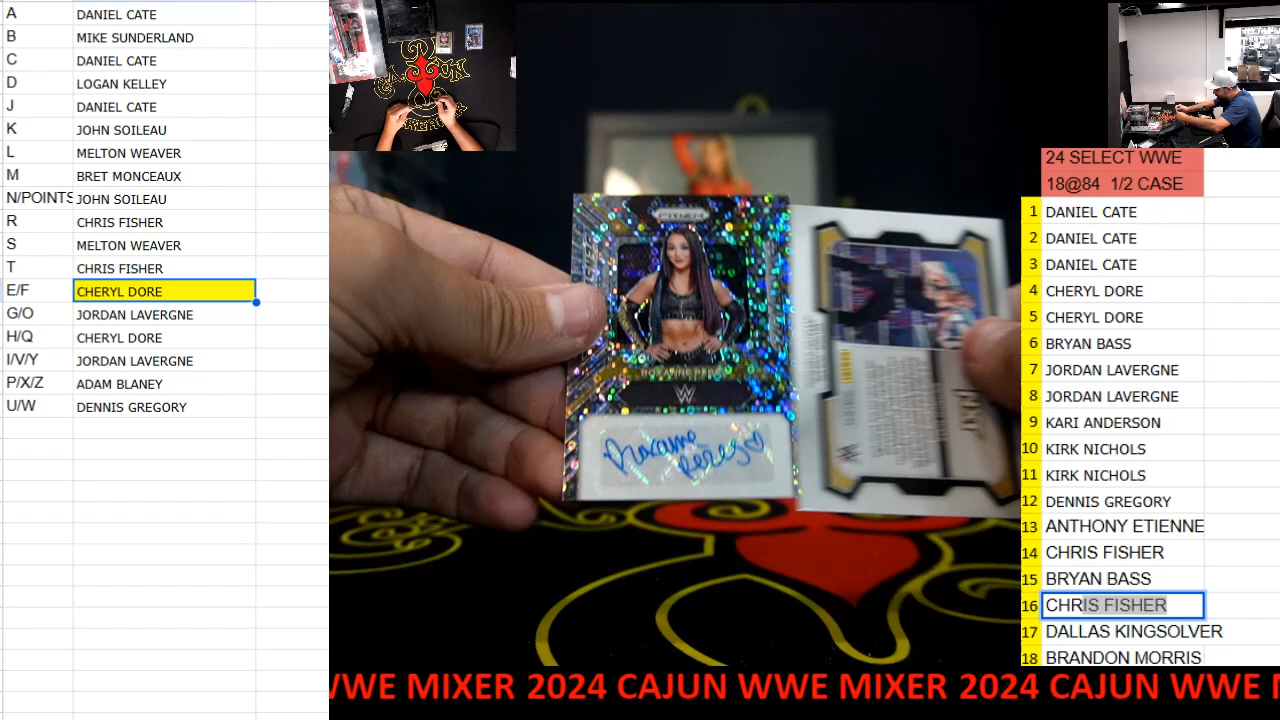 A DANIEL CATE
B MIKE SUNDERLAND
C DANIEL CATE
D LOGAN KELLEY
J DANIEL CATE
K JOHN SOILEAU
L MELTON WEAVER
M BRET MONCEAUX
N/POINTS JOHN SOILEAU
R CHRIS FISHER
S MELTON WEAVER
T CHRIS FISHER
E/F CHERYL DORE
G/O JORDAN LAVERGNE
H/Q CHERYL DORE
I/V/Y JORDAN LAVERGNE
P/X/Z ADAM BLANEY
U/W DENNIS GREGORY
PRIZM
ROXANNE PEREZ
W
Roxanne Perez
24 SELECT WWE
18@84 1/2 CASE
1 DANIEL CATE
2 DANIEL CATE
3 DANIEL CATE
4 CHERYL DORE
5 CHERYL DORE
6 BRYAN BASS
7 JORDAN LAVERGNE
8 JORDAN LAVERGNE
9 KARI ANDERSON
10 KIRK NICHOLS
11 KIRK NICHOLS
12 DENNIS GREGORY
13 ANTHONY ETIENNE
14 CHRIS FISHER
15 BRYAN BASS
16 CHRIS FISHER
17 DALLAS KINGSOLVER
18 BRANDON MORRIS
WWE MIXER 2024 CAJUN WWE MIXER 2024 CAJUN WWE